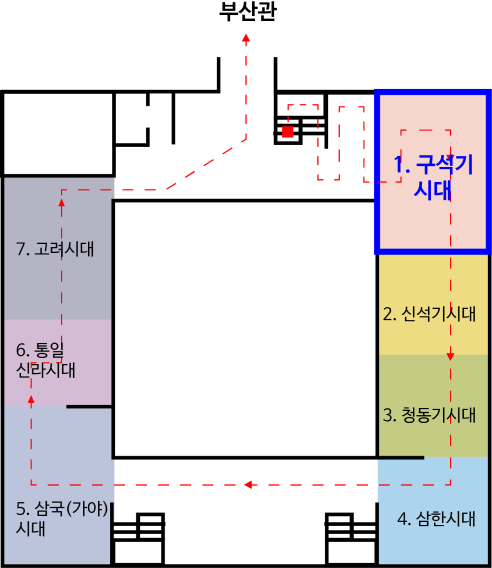 부산관
1. 구석기
시대
7. 고려시대
2. 신석기시대
6. 통일
신라시대
3. 청동기시대
5. 삼국(가야)
시대
4. 삼한시대